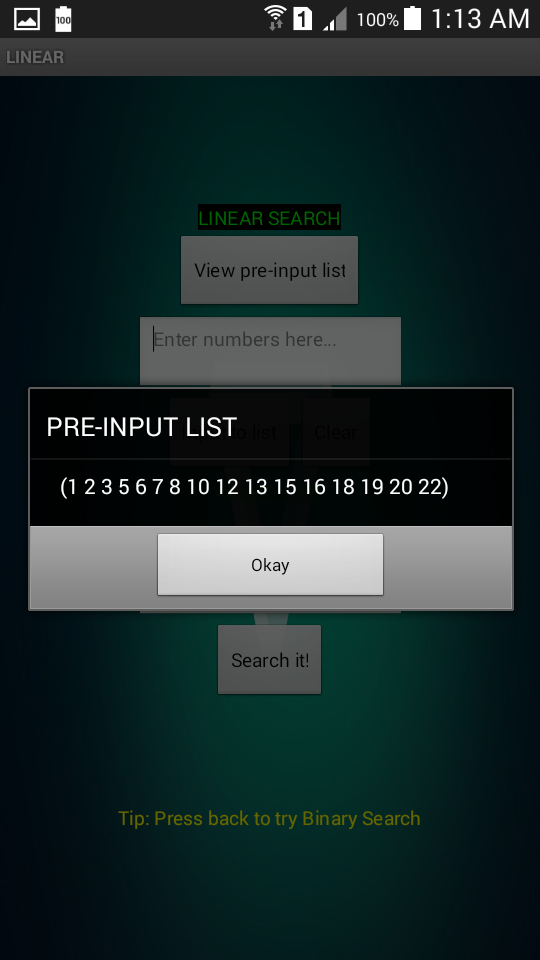 100
1
100%
1:13 AM
LINEAR
LINEAR SEARCH
View pre-input list
Enter numbers here...
PRE-INPUT LIST
list
Clear
(1 2 3 5 6 7 8 10 12 13 15 16 18 19 20 22)
Okay
Search it!
Tip: Press back to try Binary Search